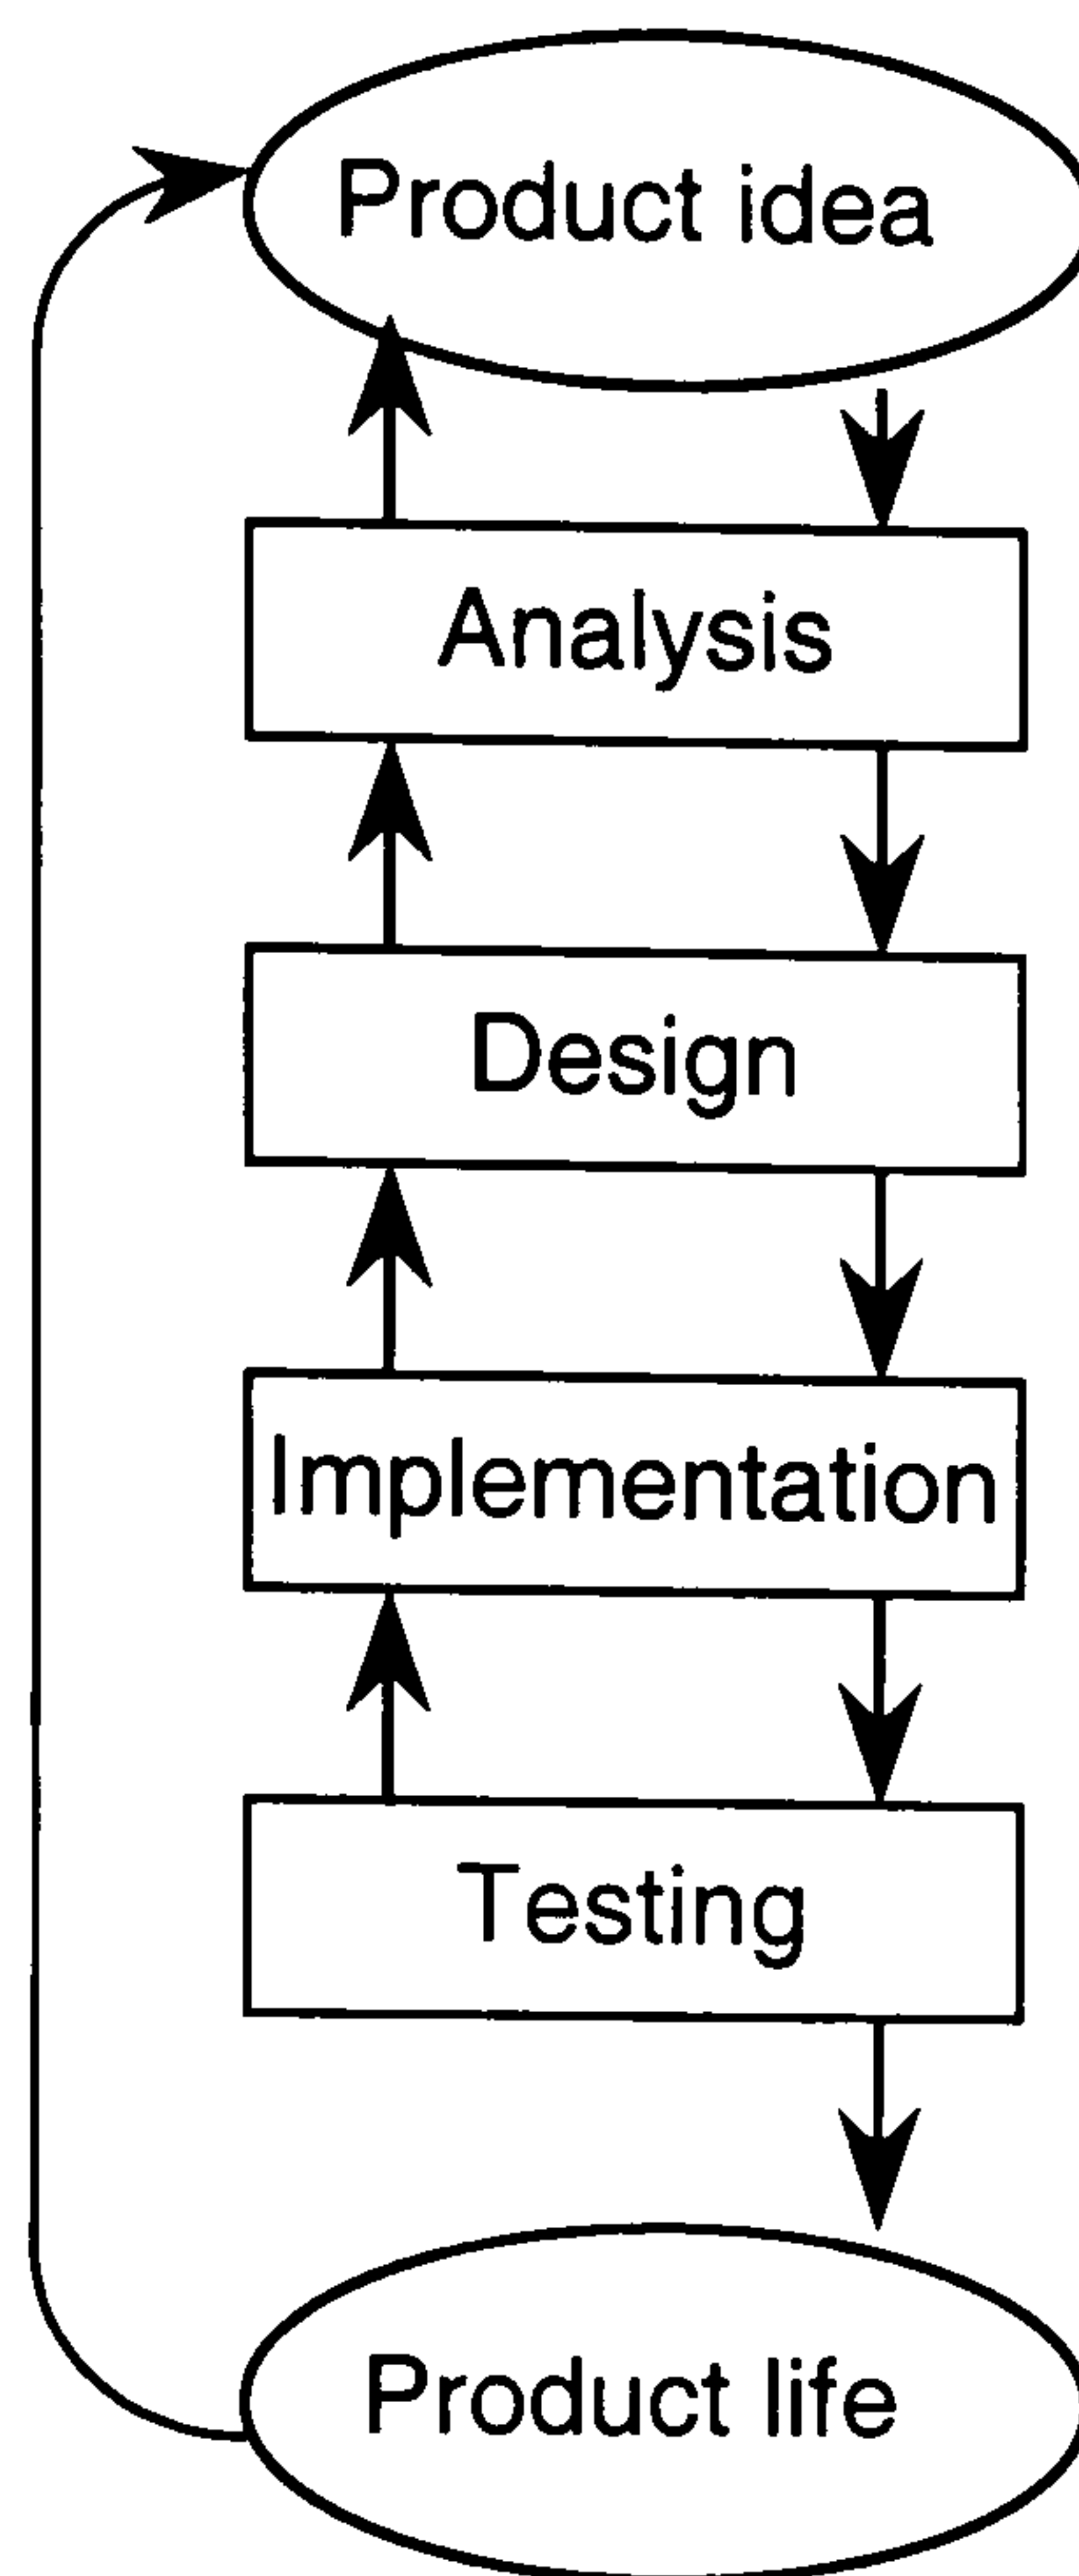 Product idea
Analysis
Design
Implementation
Testing
Product life